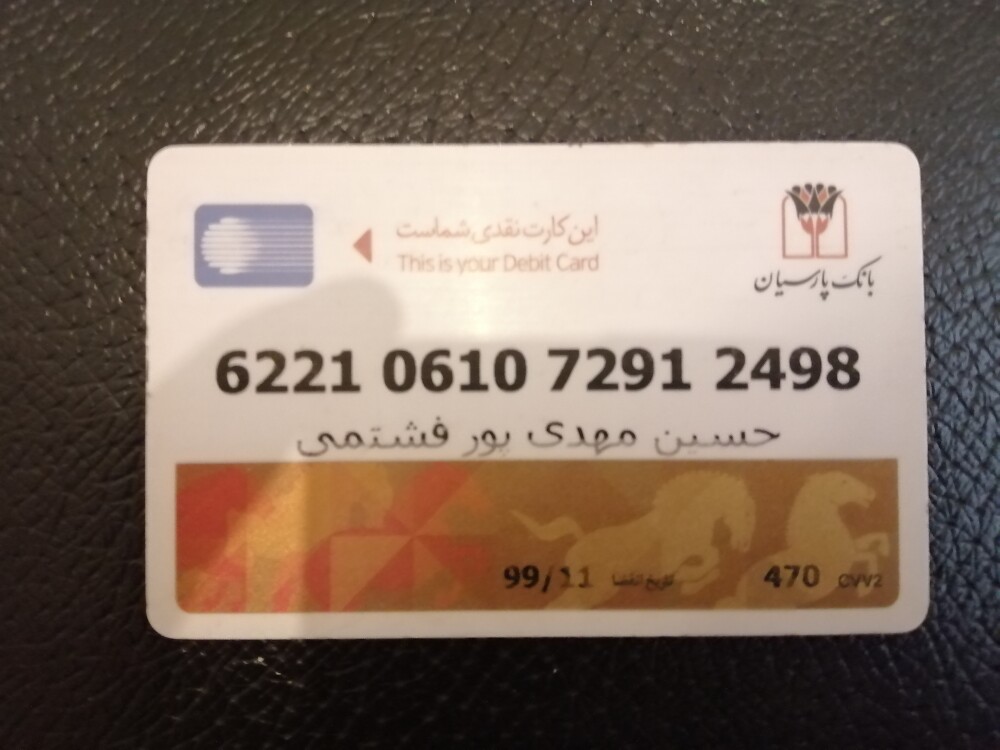 این کارت نقدی شماست
This is your Debit Card
بانک پارسیان
6221 0610 7291 2498
حسین مهدی پور فشتمی
99/11 تاریخ انقضا 470 CVV2